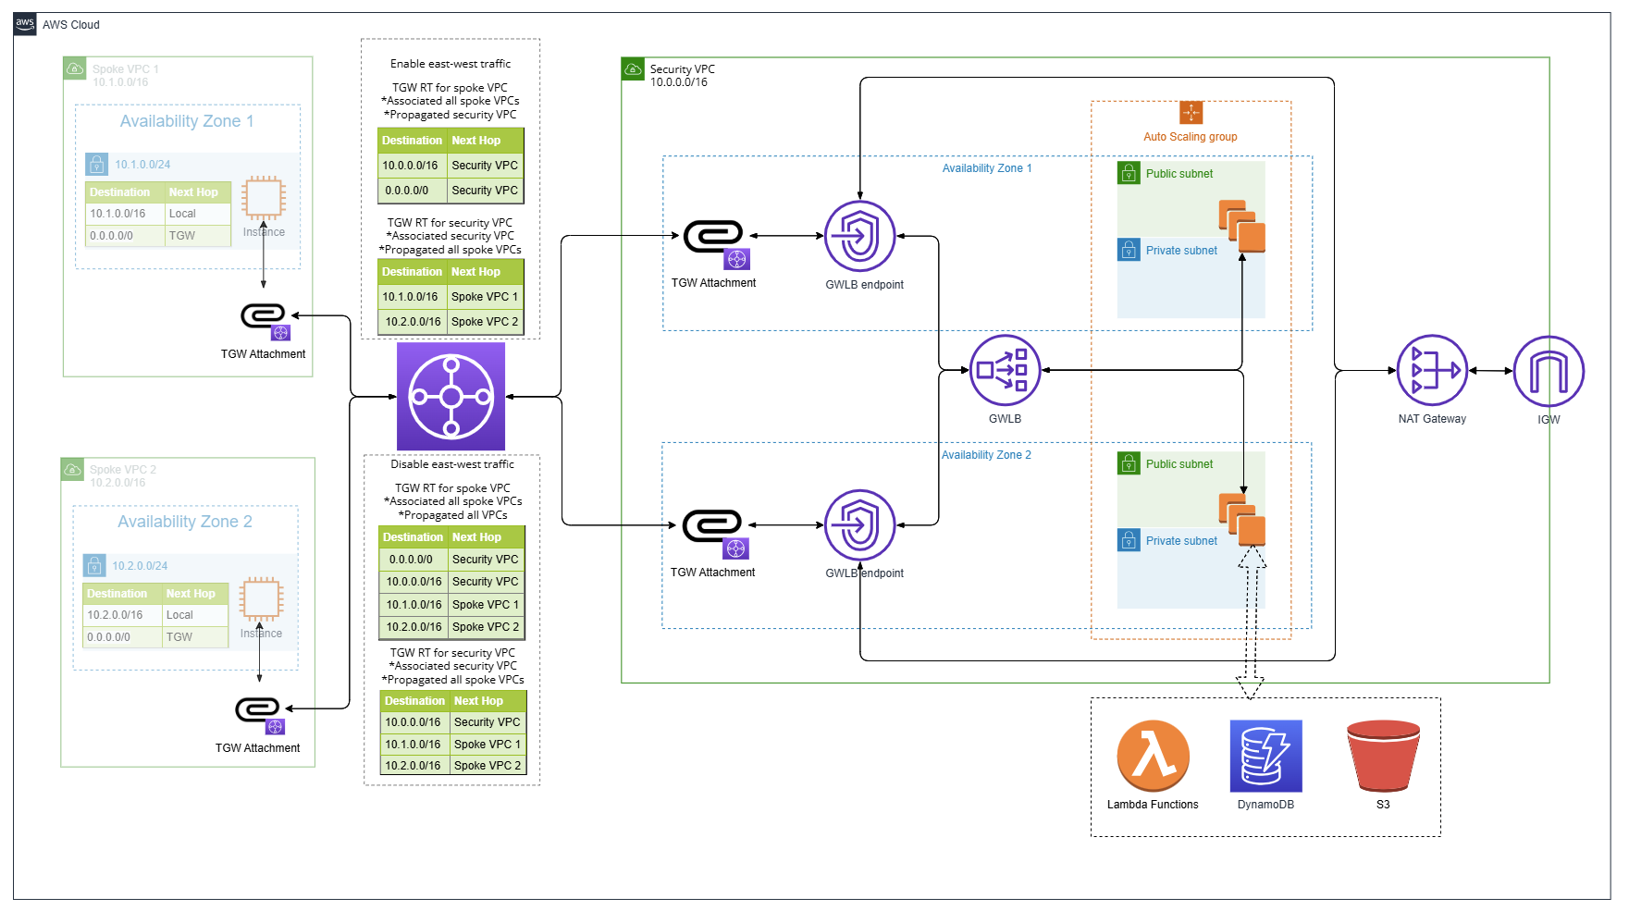 aws
AWS Cloud
Spoke VPC 1
10.1.0.0/16
Availability Zone 1
10.1.0.0/24
Destination Next Hop
10.1.0.0/16 Local
0.0.0.0/0 TGW
Instance
TGW Attachment
Spoke VPC 2
10.2.0.0/16
Availability Zone 2
10.2.0.0/24
Destination Next Hop
10.2.0.0/16 Local
0.0.0.0/0 TGW
Instance
TGW Attachment
Enable east-west traffic
TGW RT for spoke VPC
*Associated all spoke VPCs
*Propagated security VPC
Destination Next Hop
10.0.0.0/16 Security VPC
0.0.0.0/0 Security VPC
TGW RT for security VPC
*Associated security VPC
*Propagated all spoke VPCs
Destination Next Hop
10.1.0.0/16 Spoke VPC 1
10.2.0.0/16 Spoke VPC 2
Disable east-west traffic
TGW RT for spoke VPC
*Associated all spoke VPCs
*Propagated all VPCs
Destination Next Hop
0.0.0.0/0 Security VPC
10.0.0.0/16 Security VPC
10.1.0.0/16 Spoke VPC 1
10.2.0.0/16 Spoke VPC 2
TGW RT for security VPC
*Associated security VPC
*Propagated all spoke VPCs
Destination Next Hop
10.0.0.0/16 Security VPC
10.1.0.0/16 Spoke VPC 1
10.2.0.0/16 Spoke VPC 2
Security VPC
10.0.0.0/16
Auto Scaling group
Availability Zone 1
Public subnet
Private subnet
TGW Attachment
GWLB endpoint
GWLB
NAT Gateway
IGW
Availability Zone 2
Public subnet
Private subnet
TGW Attachment
GWLB endpoint
Lambda Functions
DynamoDB
S3